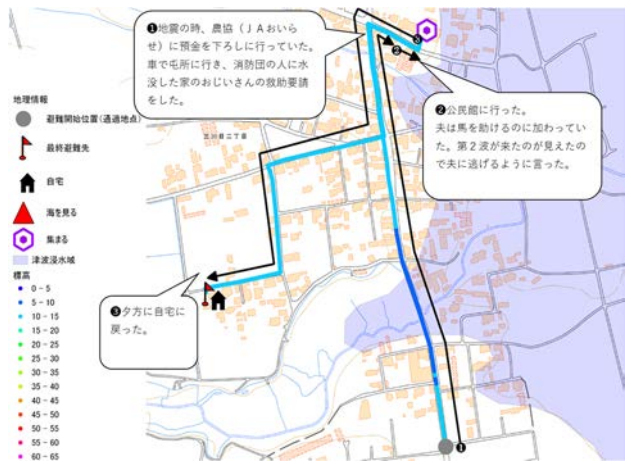 ❶地震の時、農協（ＪＡおいら
せ）に預金を下ろしに行っていた。
車で屯所に行き、消防団の人に水
没した家のおじいさんの救助要請
をした。
❸
❷
❷公民館に行った。
夫は馬を助けるのに加わってい
た。第２波が来たのが見えたの
で夫に逃げるように言った。
地理情報
避難開始位置(通過地点)
最終避難先
自宅
海を見る
集まる
津波浸水域
標高
0 – 5
5 – 10
10 – 15
15 – 20
20 – 25
25 – 30
30 – 35
35 – 40
40 – 45
45 – 50
50 – 55
55 – 60
60 – 65
❸夕方に自宅に
戻った。
❶